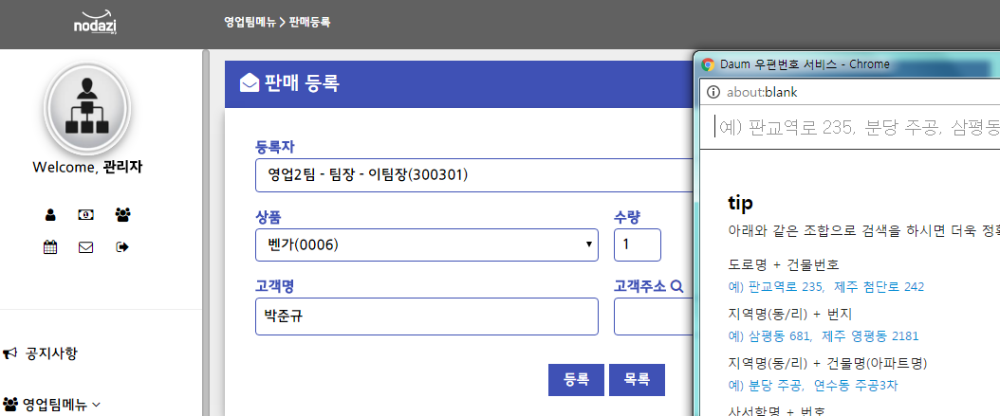 nodazi
영업팀메뉴 > 판매등록
Welcome, 관리자
공지사항
영업팀메뉴
판매 등록
등록자
영업2팀 - 팀장 - 이팀장(300301)
상품
수량
벤가(0006)
1
고객명
고객주소
박준규
등록
목록
Daum 우편번호 서비스 - Chrome
about:blank
예) 판교역로 235, 분당 주공, 삼평동
tip
아래와 같은 조합으로 검색을 하시면 더욱 정확
도로명 + 건물번호
예) 판교역로 235, 제주 첨단로 242
지역명(동/리) + 번지
예) 삼평동 681, 제주 영평동 2181
지역명(동/리) + 건물명(아파트명)
예) 분당 주공, 연수동 주공3차
사서함명 + 번호